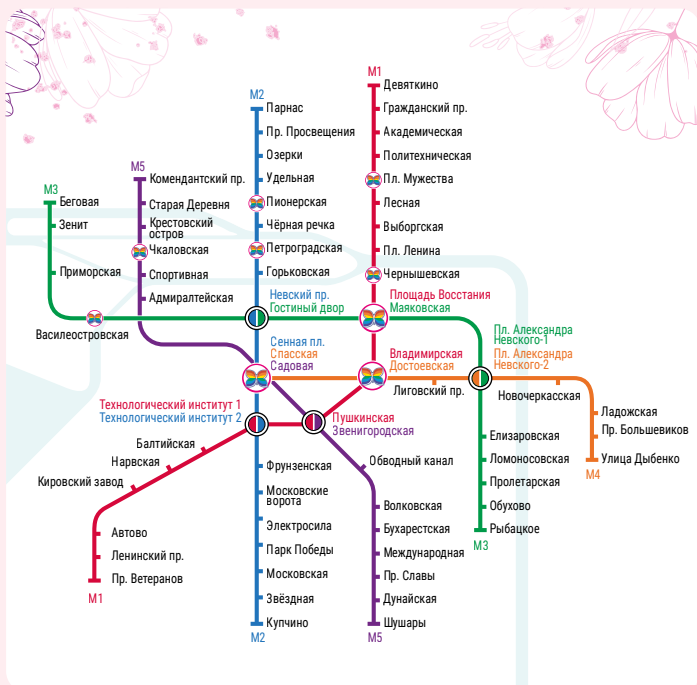 М1
Девяткино
Гражданский пр.
Академическая
Политехническая
Пл. Мужества
Лесная
Выборгская
Пл. Ленина
Чернышевская
Площадь Восстания
Маяковская
М2
Парнас
Пр. Просвещения
Озерки
Удельная
Пионерская
Чёрная речка
Петроградская
Горьковская
Невский пр.
Гостиный двор
М5
Комендантский пр.
Старая Деревня
Крестовский
остров
Чкаловская
Спортивная
Адмиралтейская
М3
Беговая
Зенит
Приморская
Василеостровская
Сенная пл.
Спасская
Садовая
Владимирская
Достоевская
Лиговский пр.
Пл. Александра
Невского-1
Пл. Александра
Невского-2
Новочеркасская
Ладожская
Пр. Большевиков
Улица Дыбенко
М4
Технологический институт 1
Технологический институт 2
Пушкинская
Звенигородская
Балтийская
Нарвская
Кировский завод
Автово
Ленинский пр.
Пр. Ветеранов
М1
Фрунзенская
Московские
ворота
Электросила
Парк Победы
Московская
Звёздная
Купчино
М2
Обводный канал
Волковская
Бухарестская
Международная
Пр. Славы
Дунайская
Шушары
М5
Елизаровская
Ломоносовская
Пролетарская
Обухово
Рыбацкое
М3